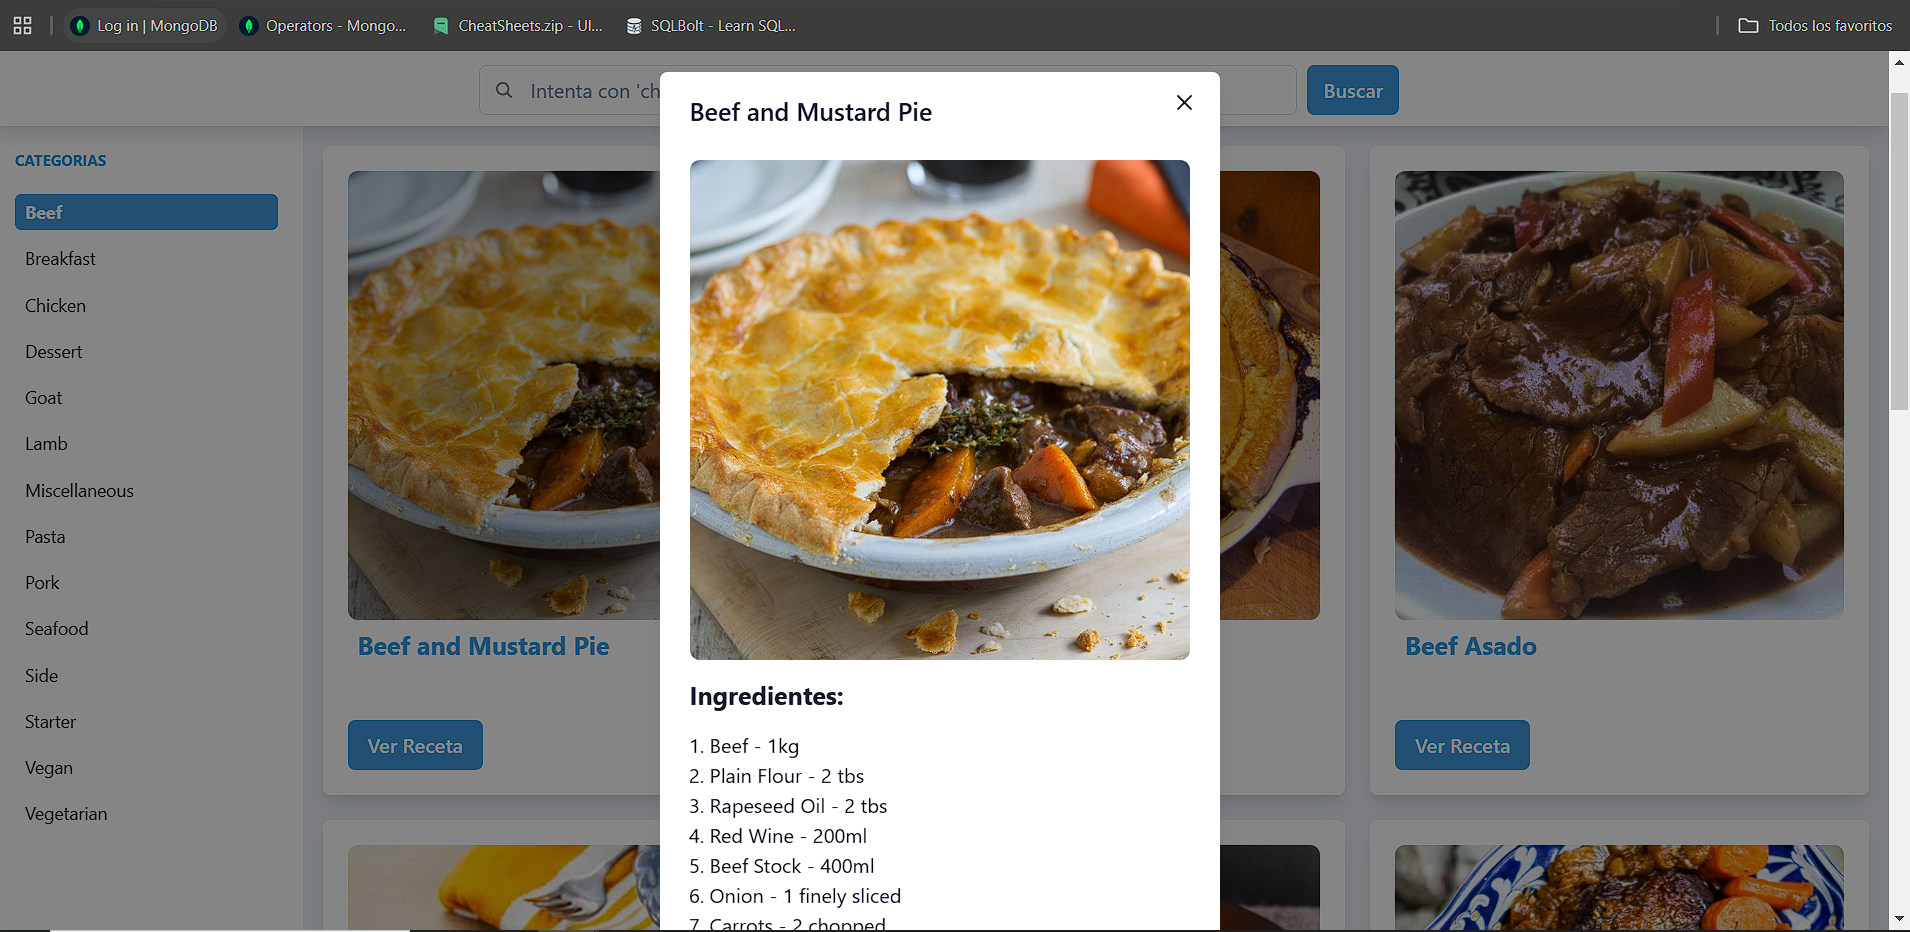 Log in | MongoDB
Operators - Mongo...
CheatSheets.zip - UI...
SQLBolt - Learn SQL...
Todos los favoritos
Intenta con 'ch
Buscar
Beef and Mustard Pie
CATEGORIAS
Beef
Breakfast
Chicken
Dessert
Goat
Lamb
Miscellaneous
Pasta
Pork
Seafood
Side
Starter
Vegan
Vegetarian
Beef and Mustard Pie
Ver Receta
Ingredientes:
1. Beef - 1kg
2. Plain Flour - 2 tbs
3. Rapeseed Oil - 2 tbs
4. Red Wine - 200ml
5. Beef Stock - 400ml
6. Onion - 1 finely sliced
7. Carrots - 2 chopped
Beef Asado
Ver Receta